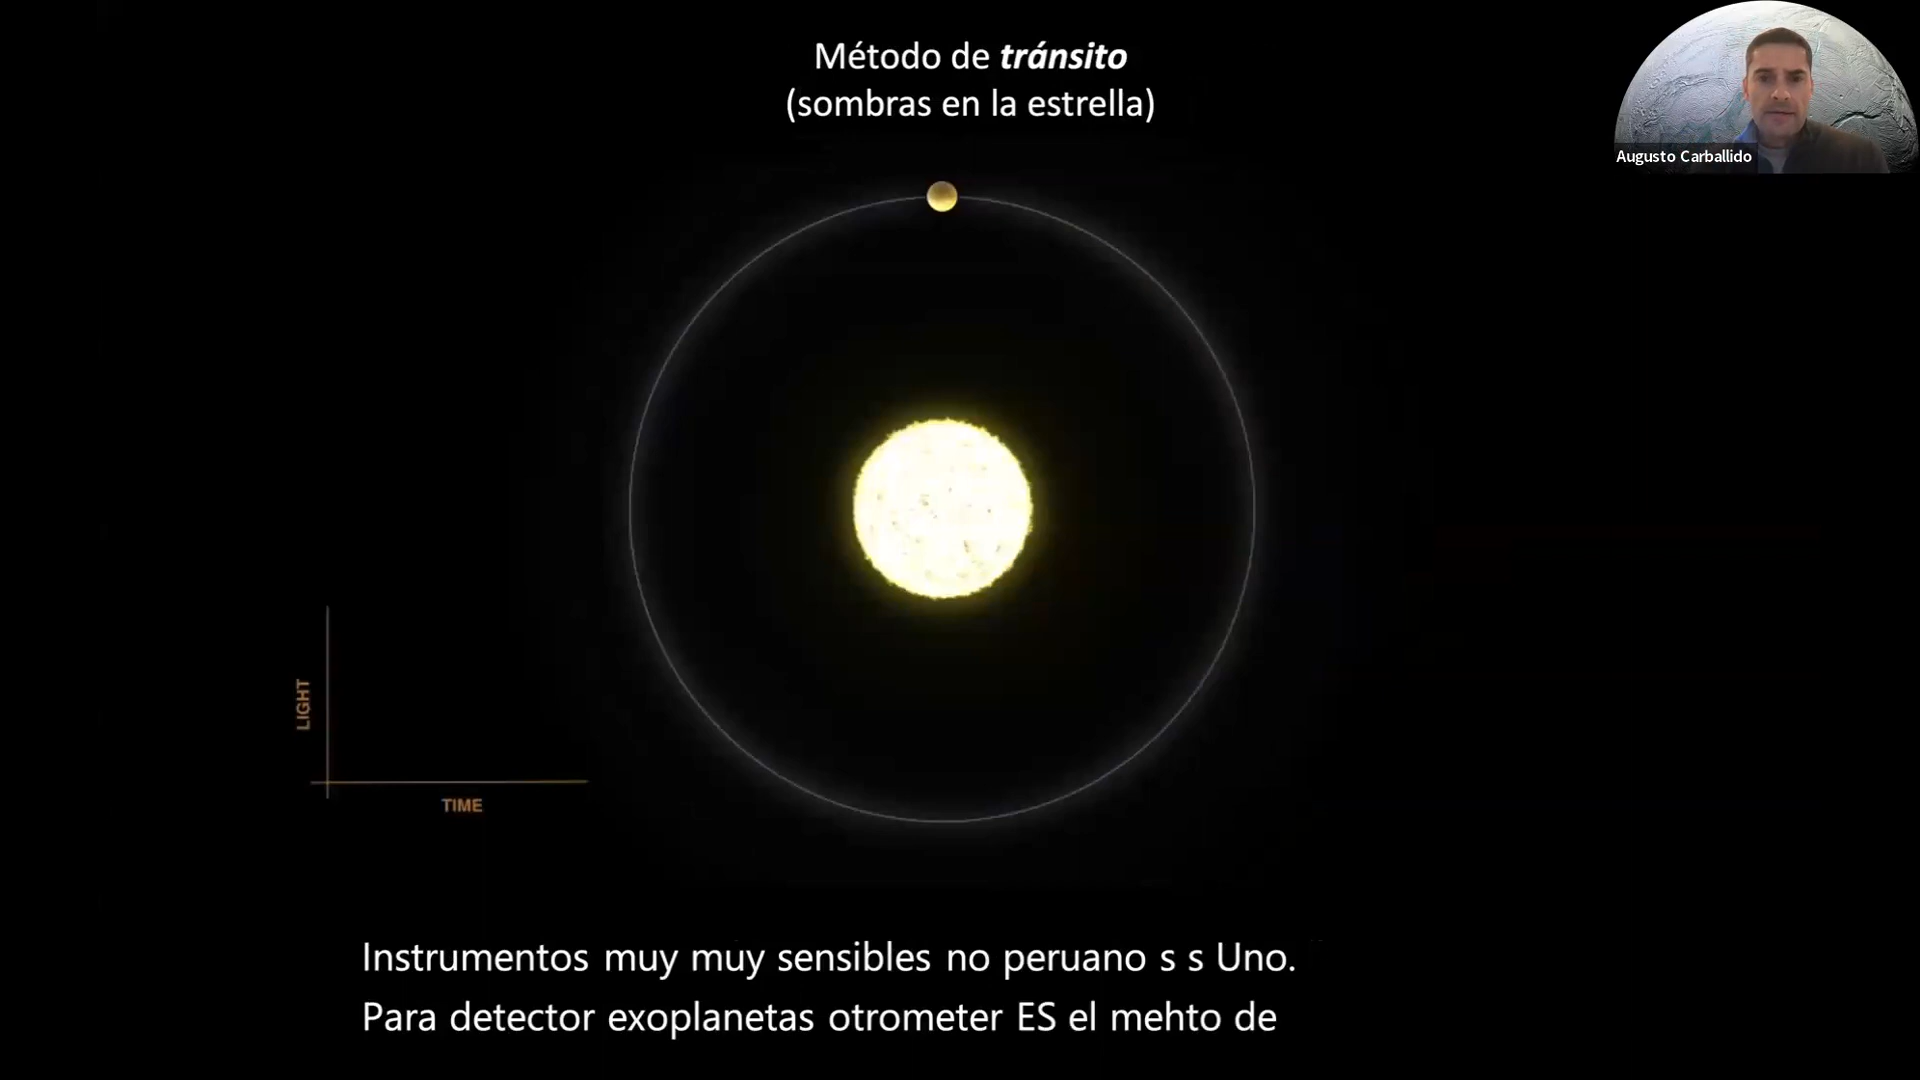 Método de tránsito
(sombras en la estrella)
Augusto Carballido
LIGHT
TIME
Instrumentos muy muy sensibles no peruano s s Uno.
Para detector exoplanetas otrometer ES el mehto de